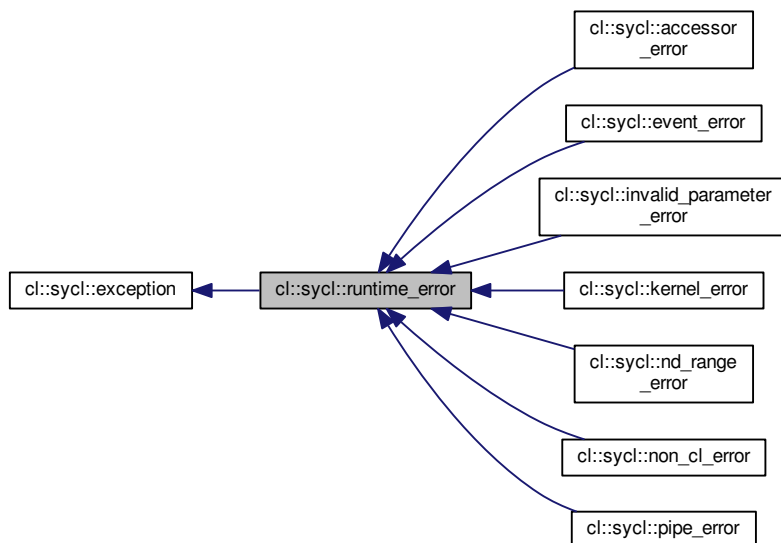 cl::sycl::accessor
_error
cl::sycl::event_error
cl::sycl::invalid_parameter
_error
cl::sycl::exception
cl::sycl::runtime_error
cl::sycl::kernel_error
cl::sycl::nd_range
_error
cl::sycl::non_cl_error
cl::sycl::pipe_error